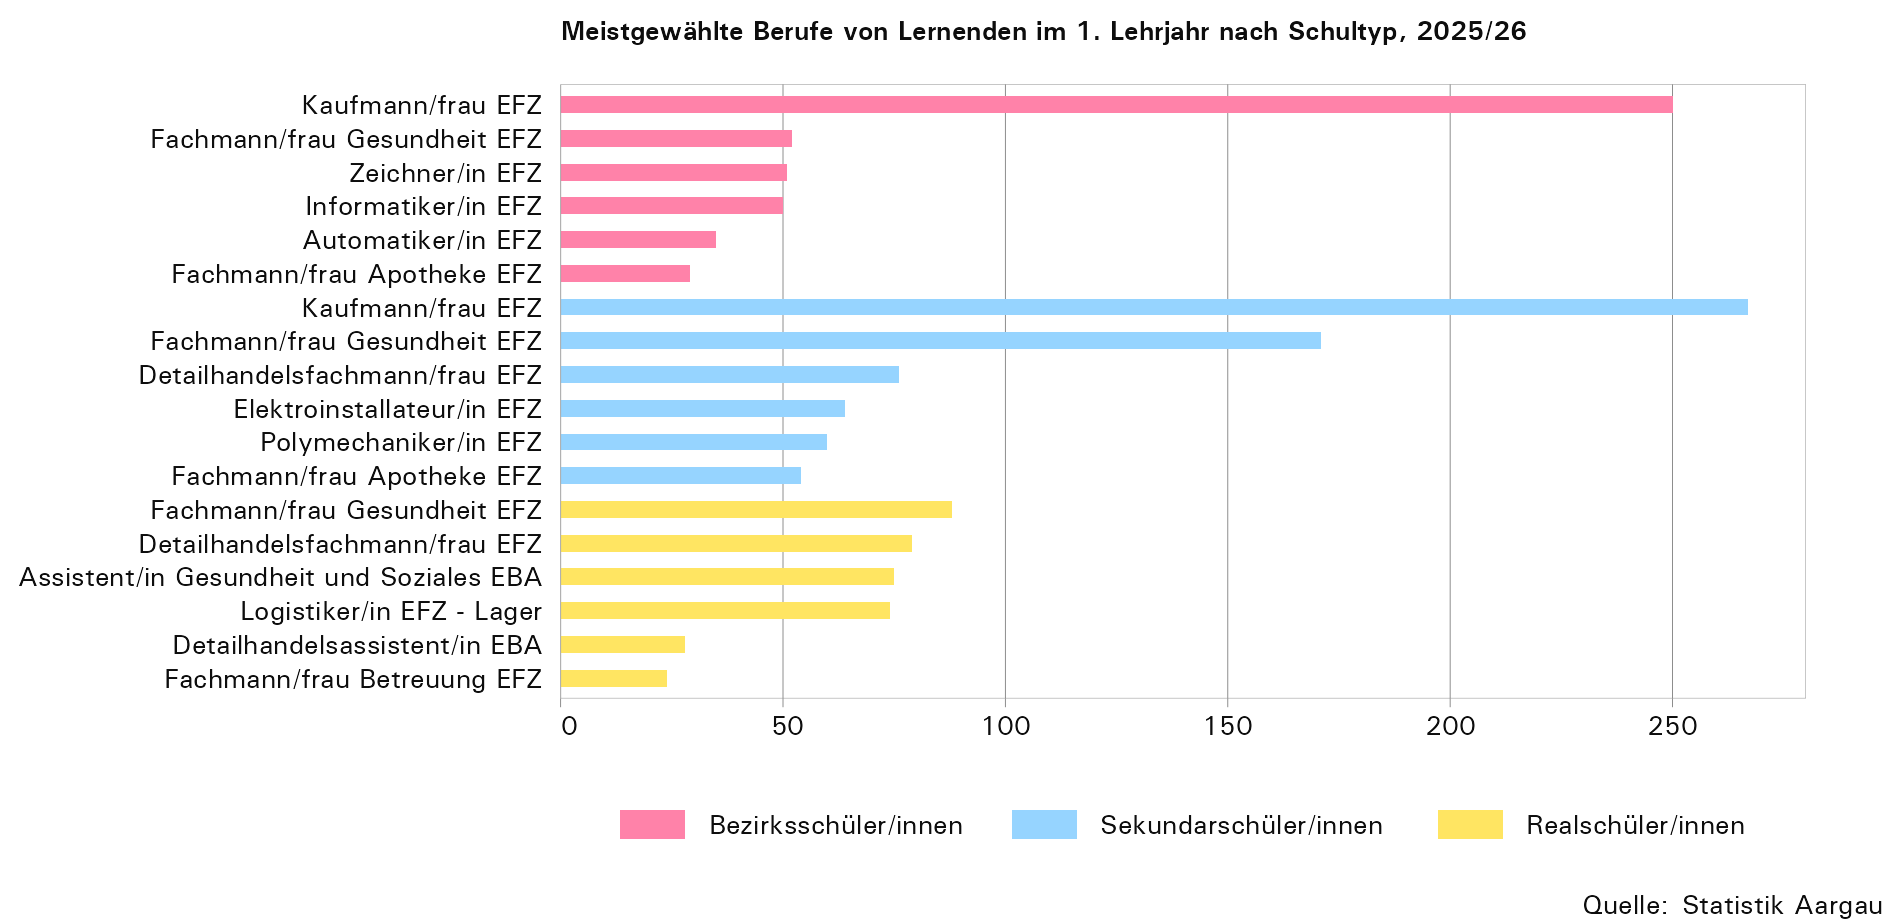 Meistgewählte Berufe von Lernenden im 1. Lehrjahr nach Schultyp, 2025/26
Kaufmann/frau EFZ
Fachmann/frau Gesundheit EFZ
Zeichner/in EFZ
Informatiker/in EFZ
Automatiker/in EFZ
Fachmann/frau Apotheke EFZ
Kaufmann/frau EFZ
Fachmann/frau Gesundheit EFZ
Detailhandelsfachmann/frau EFZ
Elektroinstallateur/in EFZ
Polymechaniker/in EFZ
Fachmann/frau Apotheke EFZ
Fachmann/frau Gesundheit EFZ
Detailhandelsfachmann/frau EFZ
Assistent/in Gesundheit und Soziales EBA
Logistiker/in EFZ - Lager
Detailhandelsassistent/in EBA
Fachmann/frau Betreuung EFZ
0 50 100 150 200 250
Bezirksschüler/innen Sekundarschüler/innen Realschüler/innen
Quelle: Statistik Aargau